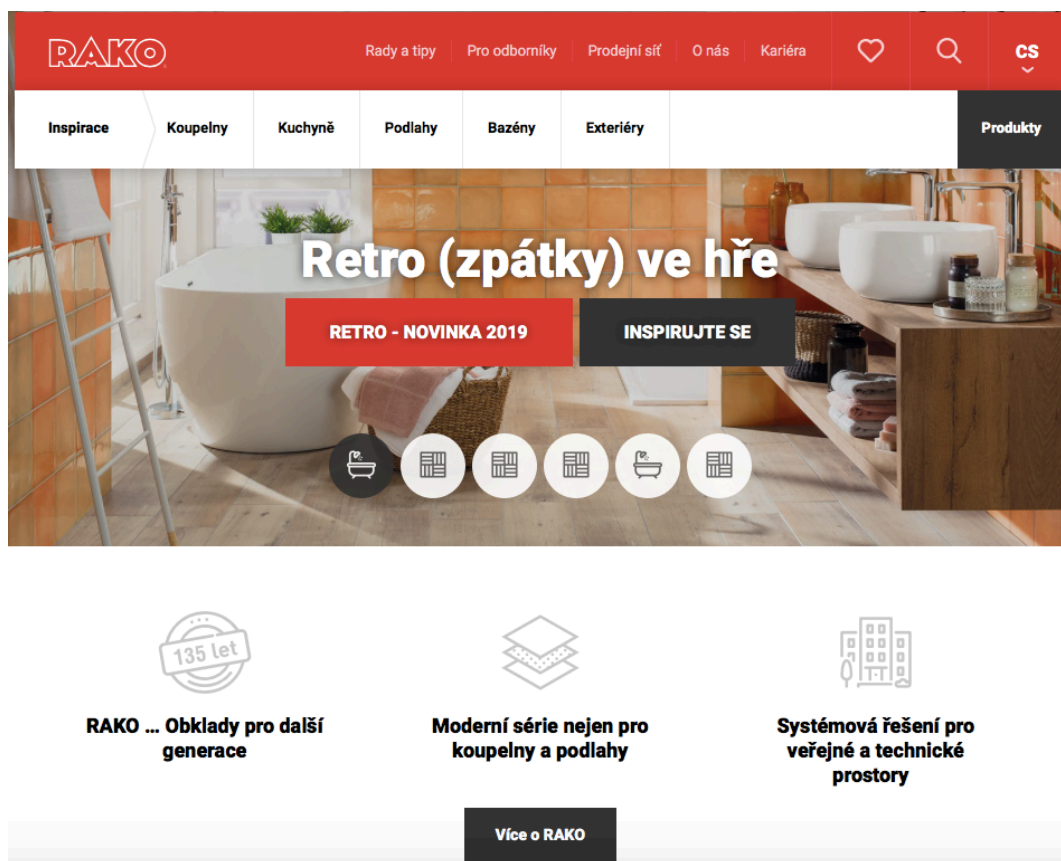 RAKO
Rady a tipy
Pro odborníky
Prodejní síť
O nás
Kariéra
CS
Inspirace
Koupelny
Kuchyně
Podlahy
Bazény
Exteriéry
Produkty
Retro (zpátky) ve hře
RETRO - NOVINKA 2019
INSPIRUJTE SE
135 let
RAKO ... Obklady pro další
generace
Moderní série nejen pro
koupelny a podlahy
Systémová řešení pro
veřejné a technické
prostory
Více o RAKO